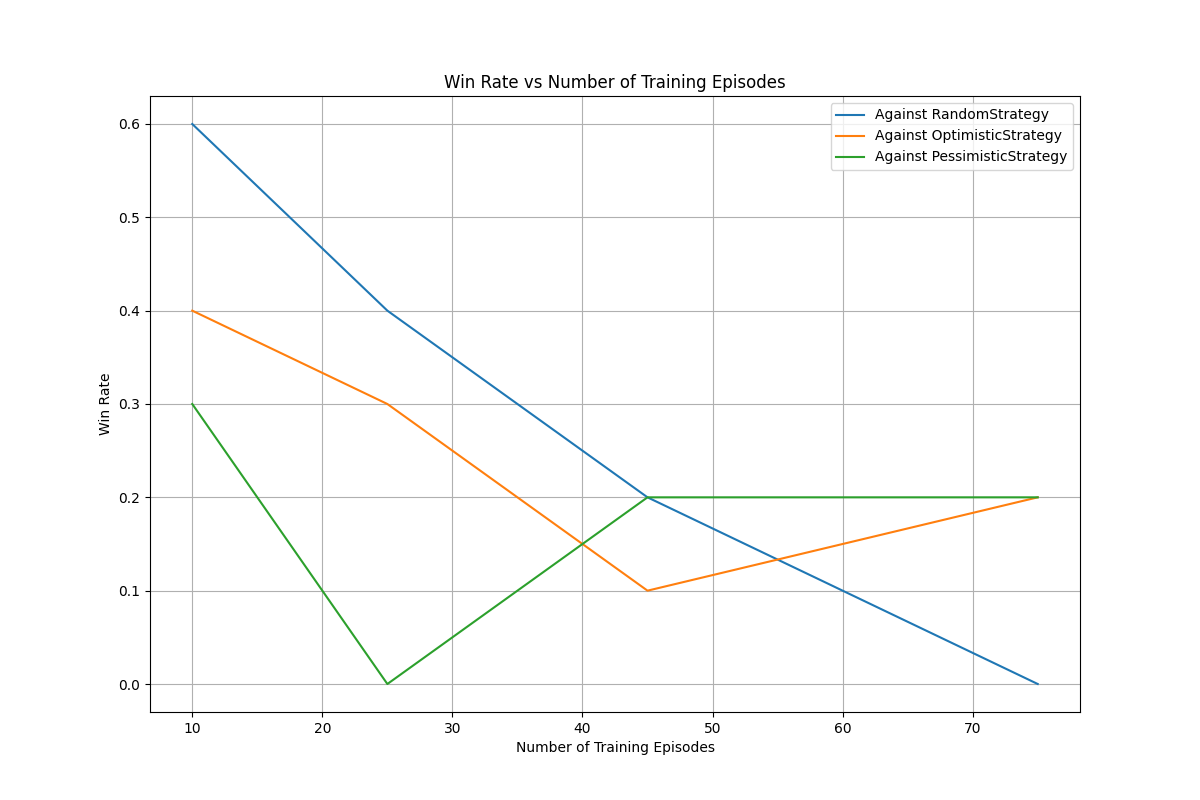 Win Rate vs Number of Training Episodes
Against RandomStrategy
Against OptimisticStrategy
Against PessimisticStrategy
Win Rate
0.6
0.5
0.4
0.3
0.2
0.1
0.0
10 20 30 40 50 60 70
Number of Training Episodes